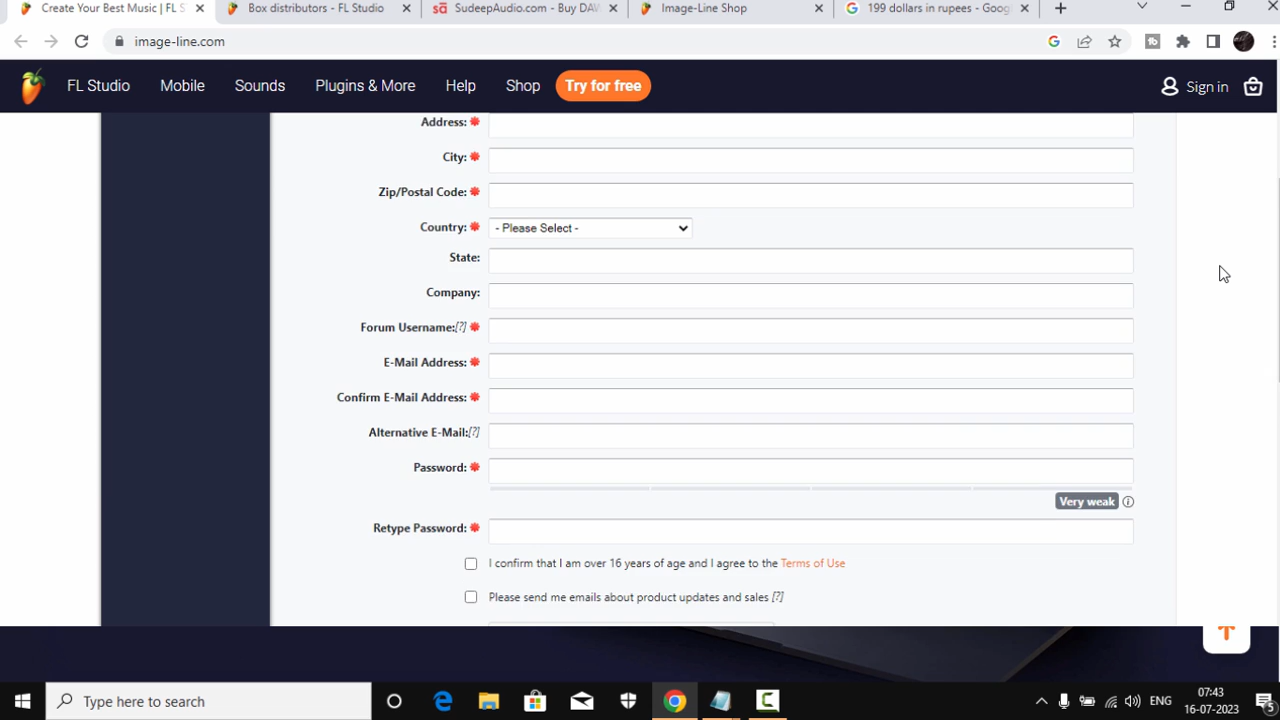 Create Your Best Music | FL S
Box distributors - FL Studio
SudeepAudio.com - Buy DAW
Image-Line Shop
199 dollars in rupees - Goog
image-line.com
FL Studio
Mobile
Sounds
Plugins & More
Help
Shop
Try for free
Sign in
Address:
City:
Zip/Postal Code:
Country:
- Please Select -
State:
Company:
Forum Username:[?]
E-Mail Address:
Confirm E-Mail Address:
Alternative E-Mail:[?]
Password:
Very weak
Retype Password:
I confirm that I am over 16 years of age and I agree to the Terms of Use
Please send me emails about product updates and sales [?]
Type here to search
ENG
07:43
16-07-2023
5